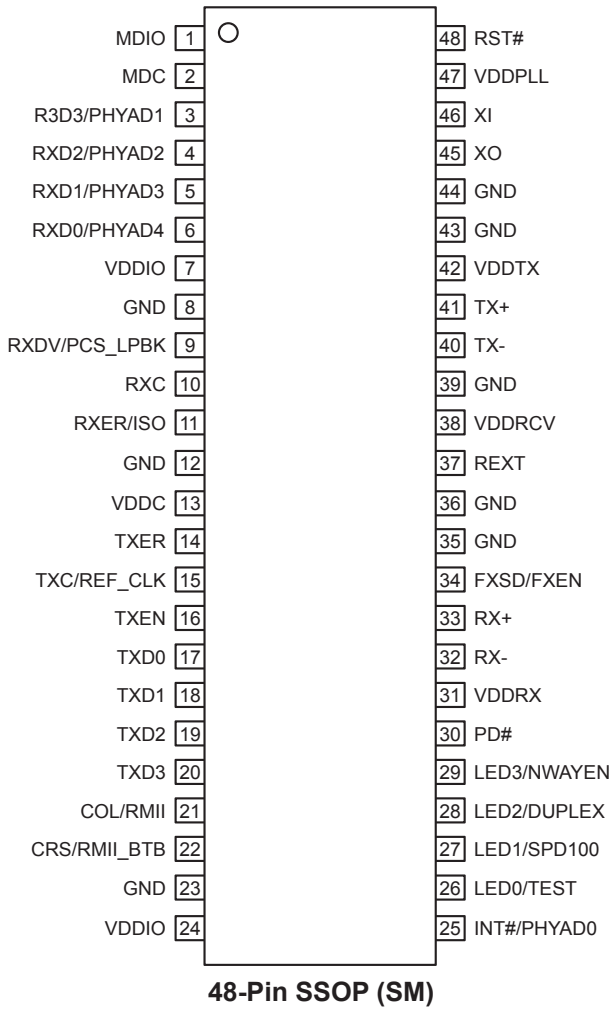 MDIO 1
MDC 2
R3D3/PHYAD1 3
RXD2/PHYAD2 4
RXD1/PHYAD3 5
RXD0/PHYAD4 6
VDDIO 7
GND 8
RXDV/PCS_LPBK 9
RXC 10
RXER/ISO 11
GND 12
VDDC 13
TXER 14
TXC/REF_CLK 15
TXEN 16
TXD0 17
TXD1 18
TXD2 19
TXD3 20
COL/RMII 21
CRS/RMII_BTB 22
GND 23
VDDIO 24
48 RST#
47 VDDPLL
46 XI
45 XO
44 GND
43 GND
42 VDDTX
41 TX+
40 TX-
39 GND
38 VDDRCV
37 REXT
36 GND
35 GND
34 FXSD/FXEN
33 RX+
32 RX-
31 VDDRX
30 PD#
29 LED3/NWAYEN
28 LED2/DUPLEX
27 LED1/SPD100
26 LED0/TEST
25 INT#/PHYAD0
48-Pin SSOP (SM)